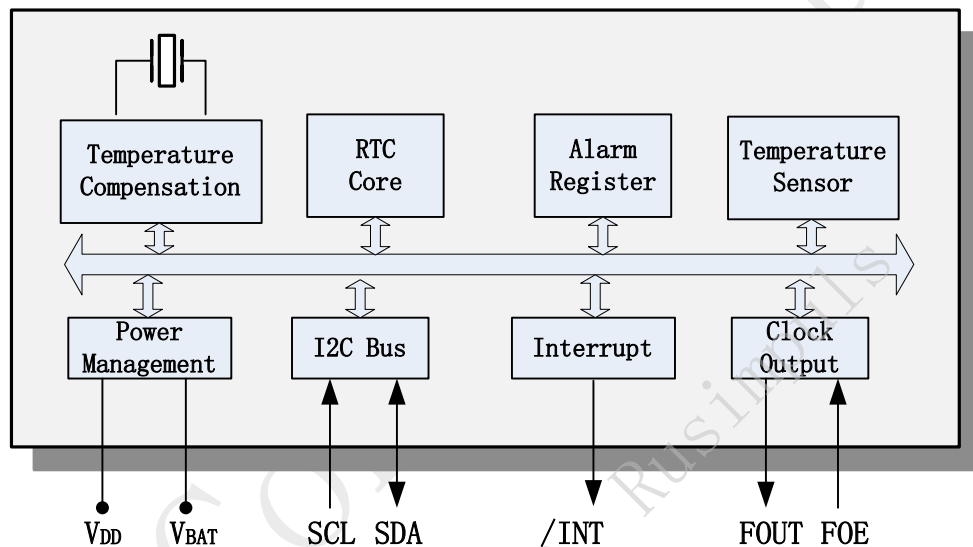 Temperature
Compensation
RTC
Core
Alarm
Register
Temperature
Sensor
Power
Management
I2C Bus
Interrupt
Clock
Output
VDD
VBAT
SCL
SDA
/INT
FOUT
FOE
Rusimpuls